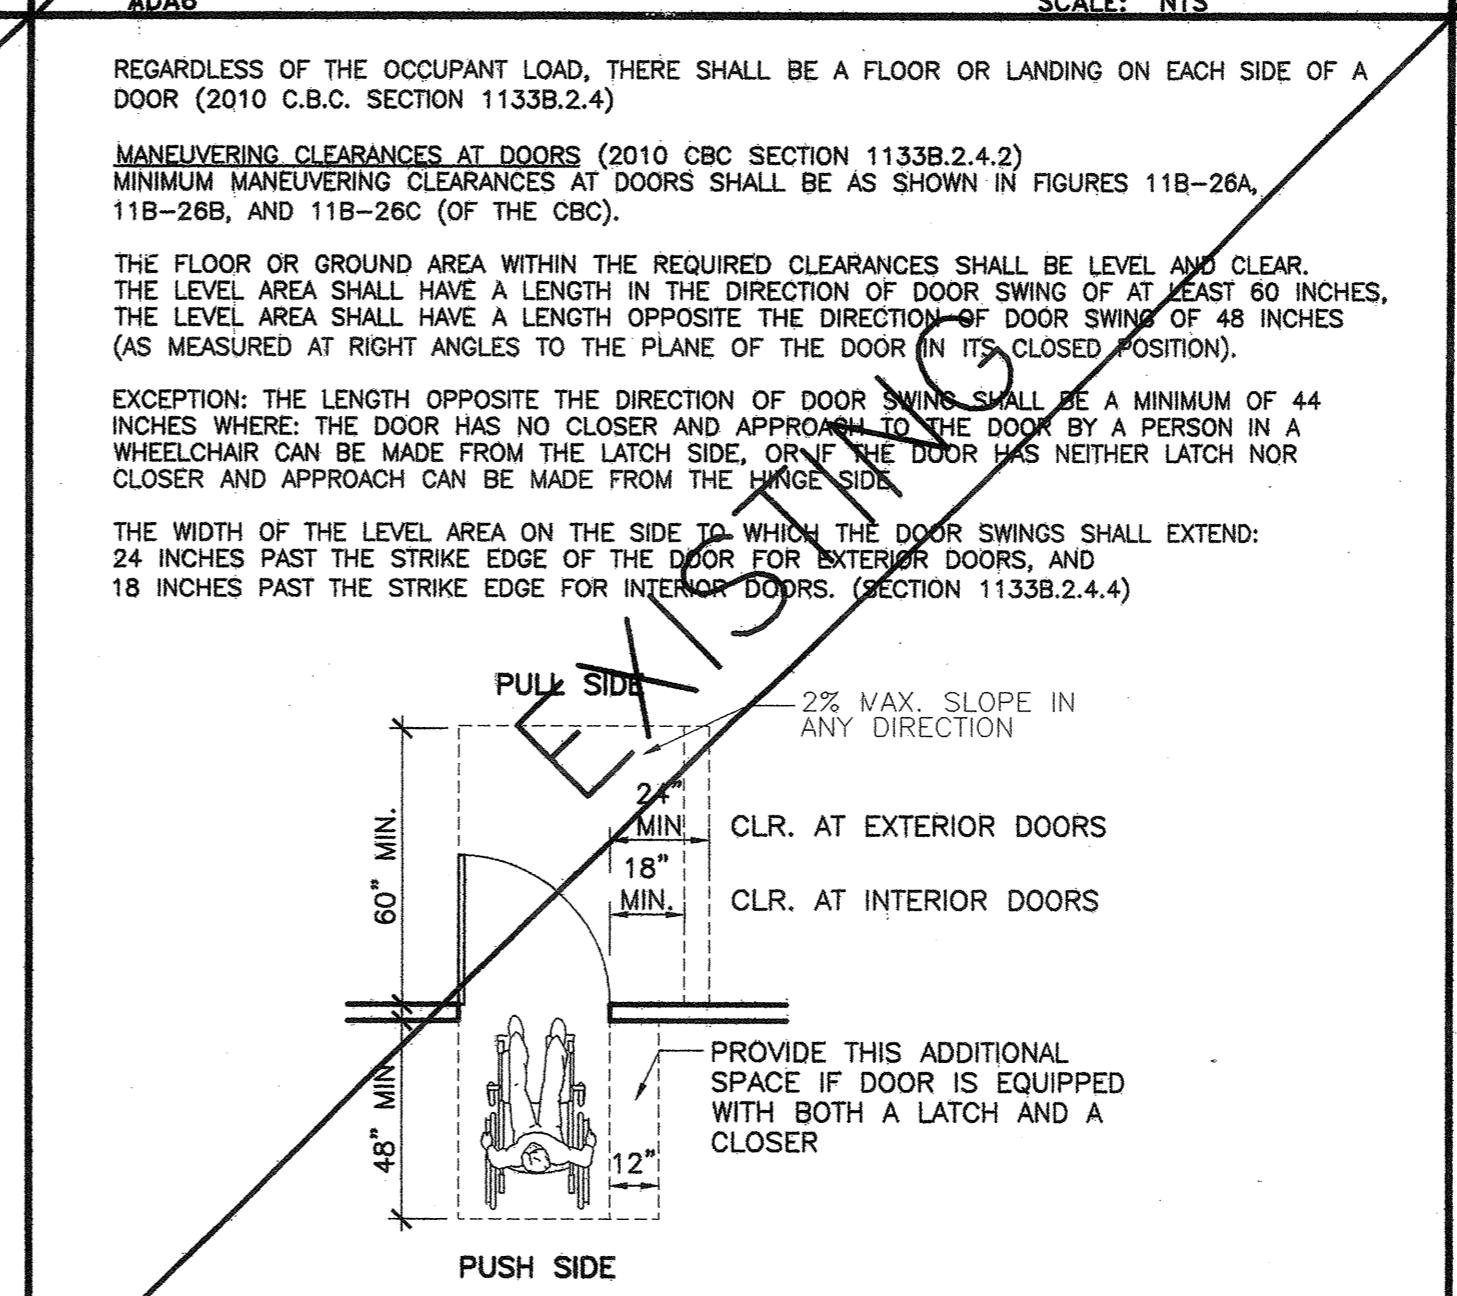 ADA6
SCALE: NTS
REGARDLESS OF THE OCCUPANT LOAD, THERE SHALL BE A FLOOR OR LANDING ON EACH SIDE OF A
DOOR (2010 C.B.C. SECTION 1133B.2.4)
MANEUVERING CLEARANCES AT DOORS (2010 CBC SECTION 1133B.2.4.2)
MINIMUM MANEUVERING CLEARANCES AT DOORS SHALL BE AS SHOWN IN FIGURES 11B-26A,
11B-26B, AND 11B-26C (OF THE CBC).
THE FLOOR OR GROUND AREA WITHIN THE REQUIRED CLEARANCES SHALL BE LEVEL AND CLEAR.
THE LEVEL AREA SHALL HAVE A LENGTH IN THE DIRECTION OF DOOR SWING OF AT LEAST 60 INCHES,
THE LEVEL AREA SHALL HAVE A LENGTH OPPOSITE THE DIRECTION OF DOOR SWING OF 48 INCHES
(AS MEASURED AT RIGHT ANGLES TO THE PLANE OF THE DOOR IN ITS CLOSED POSITION).
EXCEPTION: THE LENGTH OPPOSITE THE DIRECTION OF DOOR SWING SHALL BE A MINIMUM OF 44
INCHES WHERE: THE DOOR HAS NO CLOSER AND APPROACH TO THE DOOR BY A PERSON IN A
WHEELCHAIR CAN BE MADE FROM THE LATCH SIDE, OR IF THE DOOR HAS NEITHER LATCH NOR
CLOSER AND APPROACH CAN BE MADE FROM THE HINGE SIDE
THE WIDTH OF THE LEVEL AREA ON THE SIDE TO WHICH THE DOOR SWINGS SHALL EXTEND:
24 INCHES PAST THE STRIKE EDGE OF THE DOOR FOR EXTERIOR DOORS, AND
18 INCHES PAST THE STRIKE EDGE FOR INTERIOR DOORS. (SECTION 1133B.2.4.4)
EXISTING
PULL SIDE
2% MAX. SLOPE IN
ANY DIRECTION
60" MIN.
24"
MIN
CLR. AT EXTERIOR DOORS
18"
MIN.
CLR. AT INTERIOR DOORS
48" MIN
PROVIDE THIS ADDITIONAL
SPACE IF DOOR IS EQUIPPED
WITH BOTH A LATCH AND A
CLOSER
12"
PUSH SIDE